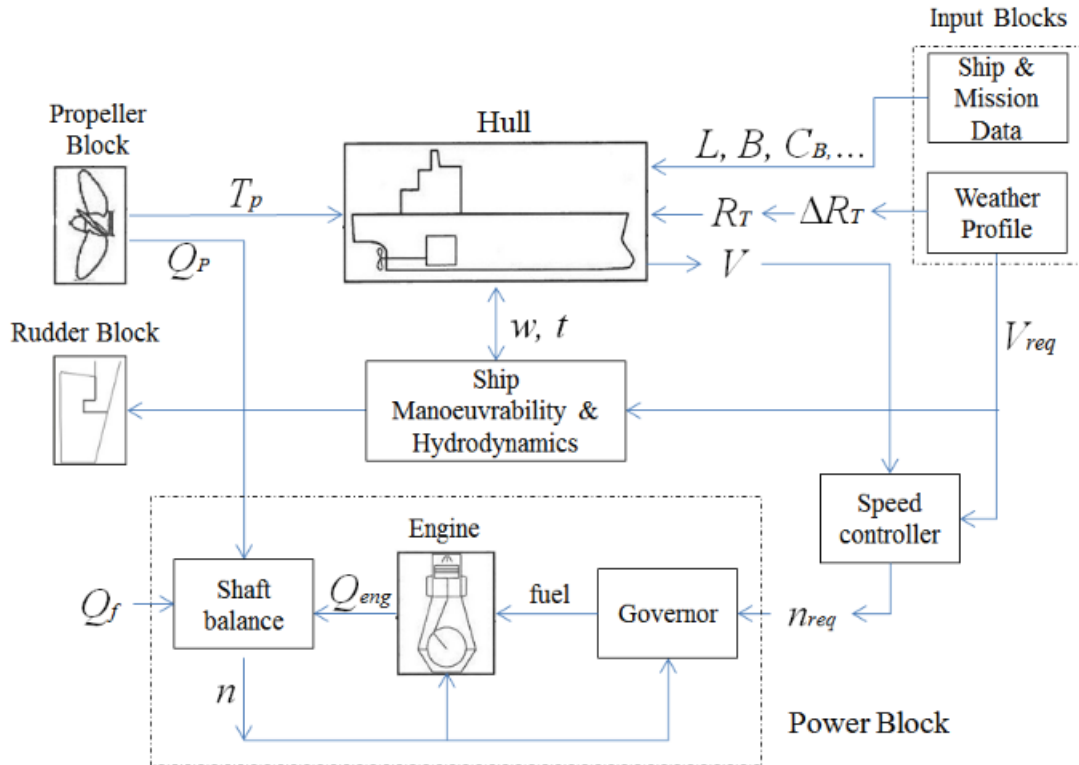 Input Blocks
Ship &
Mission
Data
Propeller
Block
Hull
L, B, C_B, ...
T_p
R_T
ΔR_T
Weather
Profile
Q_P
V
w, t
V_req
Rudder Block
Ship
Manoeuvrability &
Hydrodynamics
Speed
controller
Engine
Shaft
balance
Q_f
Q_eng
fuel
Governor
n_req
n
Power Block